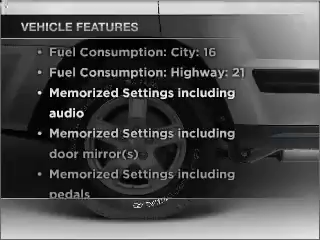 VEHICLE FEATURES
• Fuel Consumption: City: 16
• Fuel Consumption: Highway: 21
• Memorized Settings including
audio
• Memorized Settings including
door mirror(s)
• Memorized Settings including
pedals